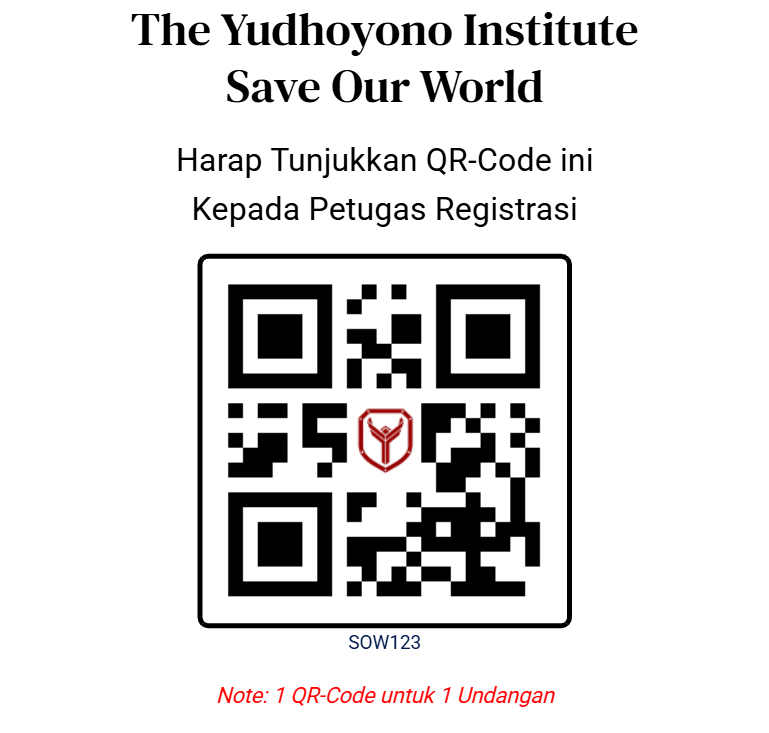 The Yudhoyono Institute
Save Our World
Harap Tunjukkan QR-Code ini
Kepada Petugas Registrasi
SOW123
Note: 1 QR-Code untuk 1 Undangan